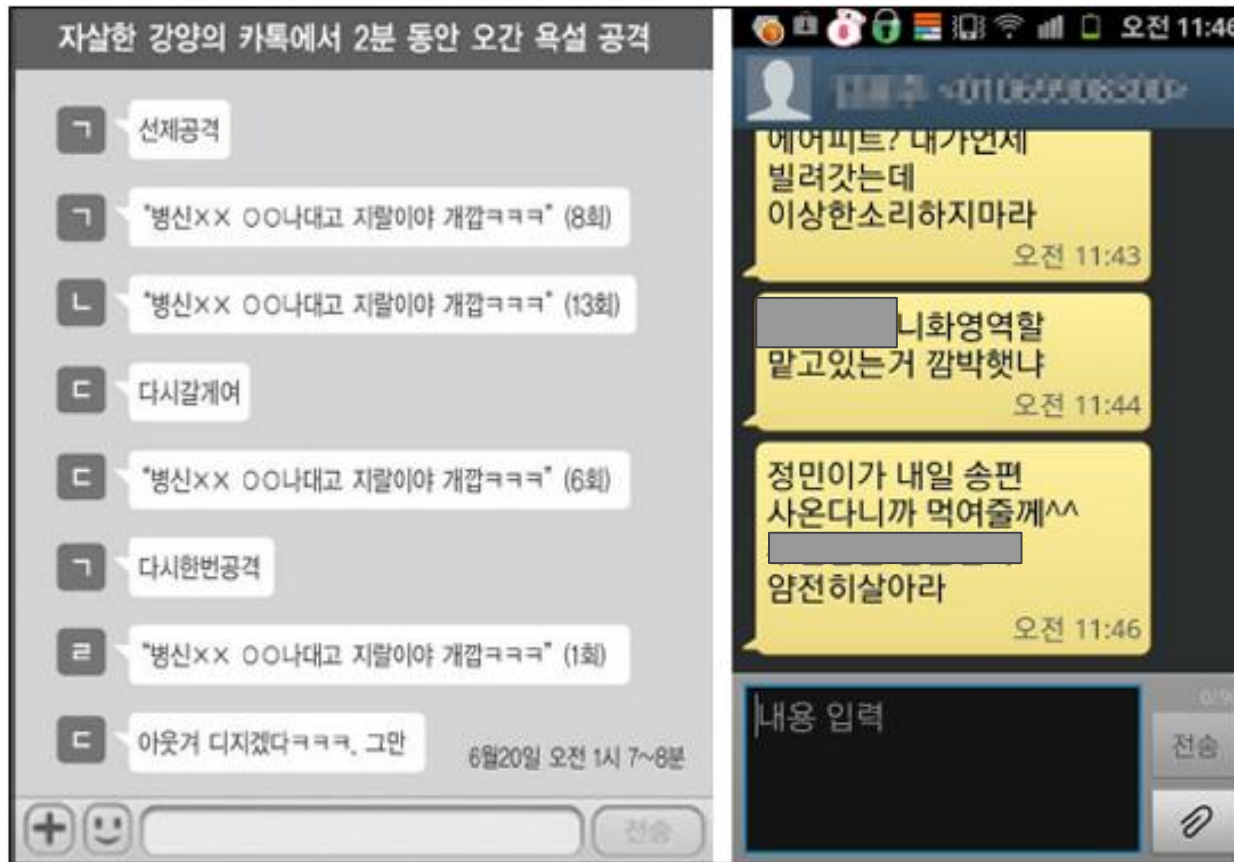 자살한 강양의 카톡에서 2분 동안 오간 욕설 공격
ㄱ 선제공격
ㄱ "병신×× ○○나대고 지랄이야 개깝ㅋㅋㅋ" (8회)
ㄴ "병신×× ○○나대고 지랄이야 개깝ㅋㅋㅋ" (13회)
ㄷ 다시갈게여
ㄷ "병신×× ○○나대고 지랄이야 개깝ㅋㅋㅋ" (6회)
ㄱ 다시한번공격
ㄹ "병신×× ○○나대고 지랄이야 개깝ㅋㅋㅋ" (1회)
ㄷ 아웃겨 디지겠다ㅋㅋㅋ, 그만
6월20일 오전 1시 7~8분
전송
오전 11:46
에어피트? 내가언제
빌려갓는데
이상한소리하지마라
오전 11:43
니화영역할
맡고있는거 깜박햇냐
오전 11:44
정민이가 내일 송편
사온다니까 먹여줄께^^
얌전히살아라
오전 11:46
내용 입력
전송